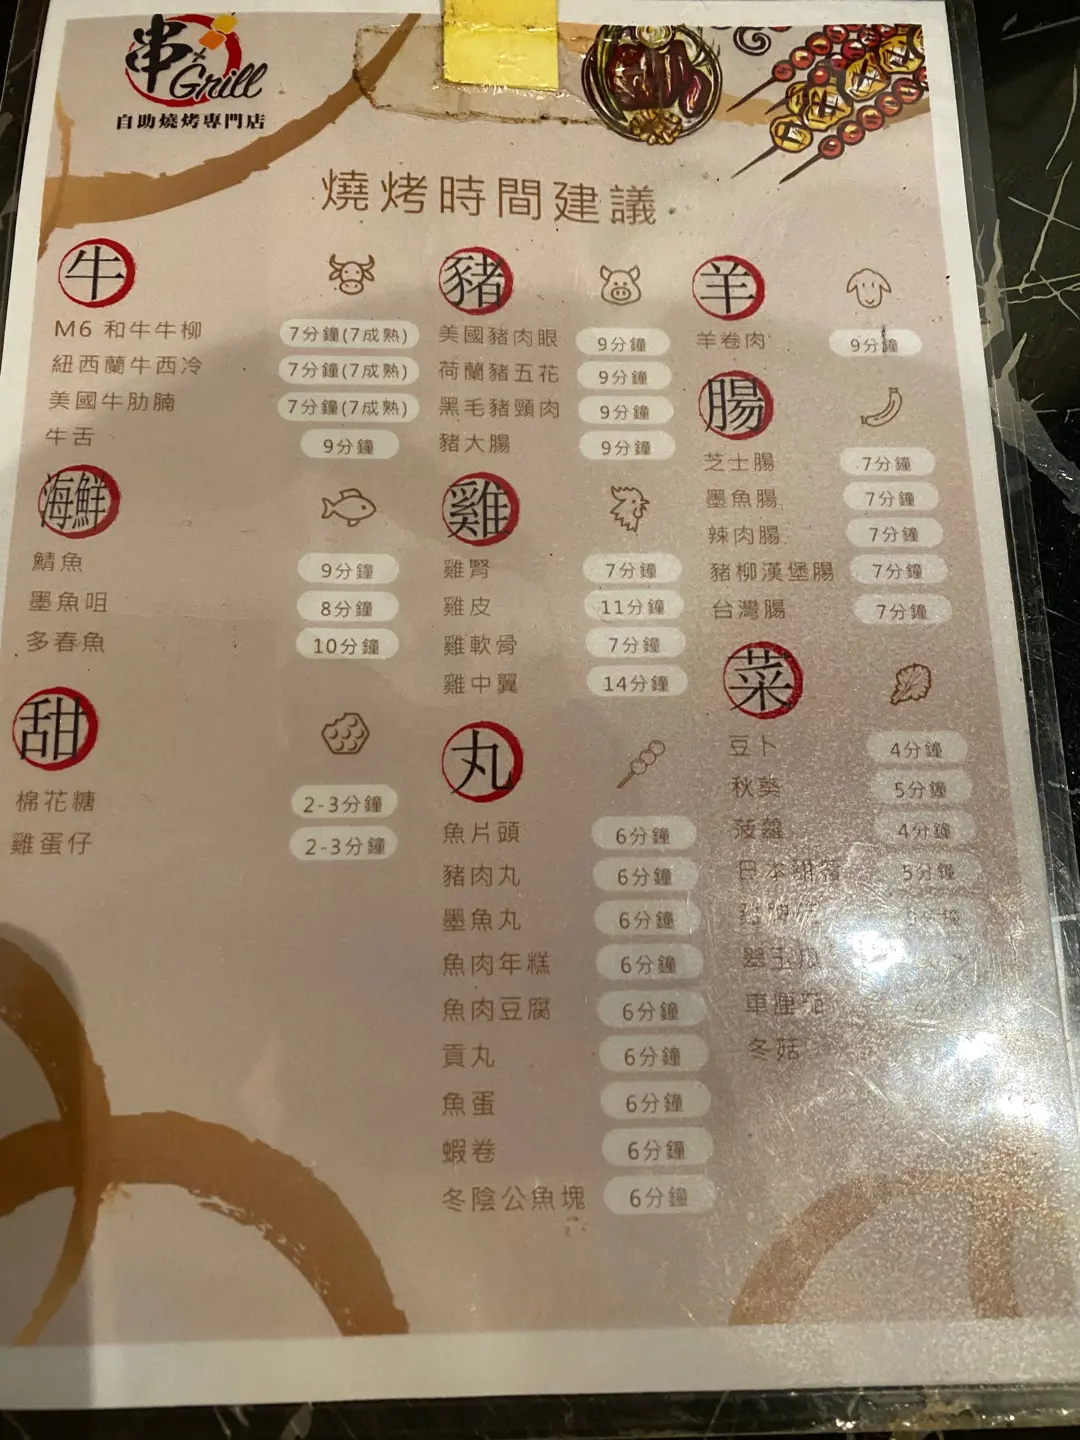 串
Grill
自助燒烤專門店
燒烤時間建議
牛
M6 和牛牛柳 7分鐘(7成熟)
紐西蘭牛西冷 7分鐘(7成熟)
美國牛肋腩 7分鐘(7成熟)
牛舌 9分鐘
海鮮
鯖魚 9分鐘
墨魚咀 8分鐘
多春魚 10分鐘
甜
棉花糖 2-3分鐘
雞蛋仔 2-3分鐘
豬
美國豬肉眼 9分鐘
荷蘭豬五花 9分鐘
黑毛豬頸肉 9分鐘
豬大腸 9分鐘
雞
雞腎 7分鐘
雞皮 11分鐘
雞軟骨 7分鐘
雞中翼 14分鐘
丸
魚片頭 6分鐘
豬肉丸 6分鐘
墨魚丸 6分鐘
魚肉年糕 6分鐘
魚肉豆腐 6分鐘
貢丸 6分鐘
魚蛋 6分鐘
蝦卷 6分鐘
冬陰公魚塊 6分鐘
羊
羊卷肉 9分鐘
腸
芝士腸 7分鐘
墨魚腸 7分鐘
辣肉腸 7分鐘
豬柳漢堡腸 7分鐘
台灣腸 7分鐘
菜
豆卜 4分鐘
秋葵 5分鐘
菠蘿 4分鐘
日本 5分鐘
翠玉瓜
車厘茄
冬菇